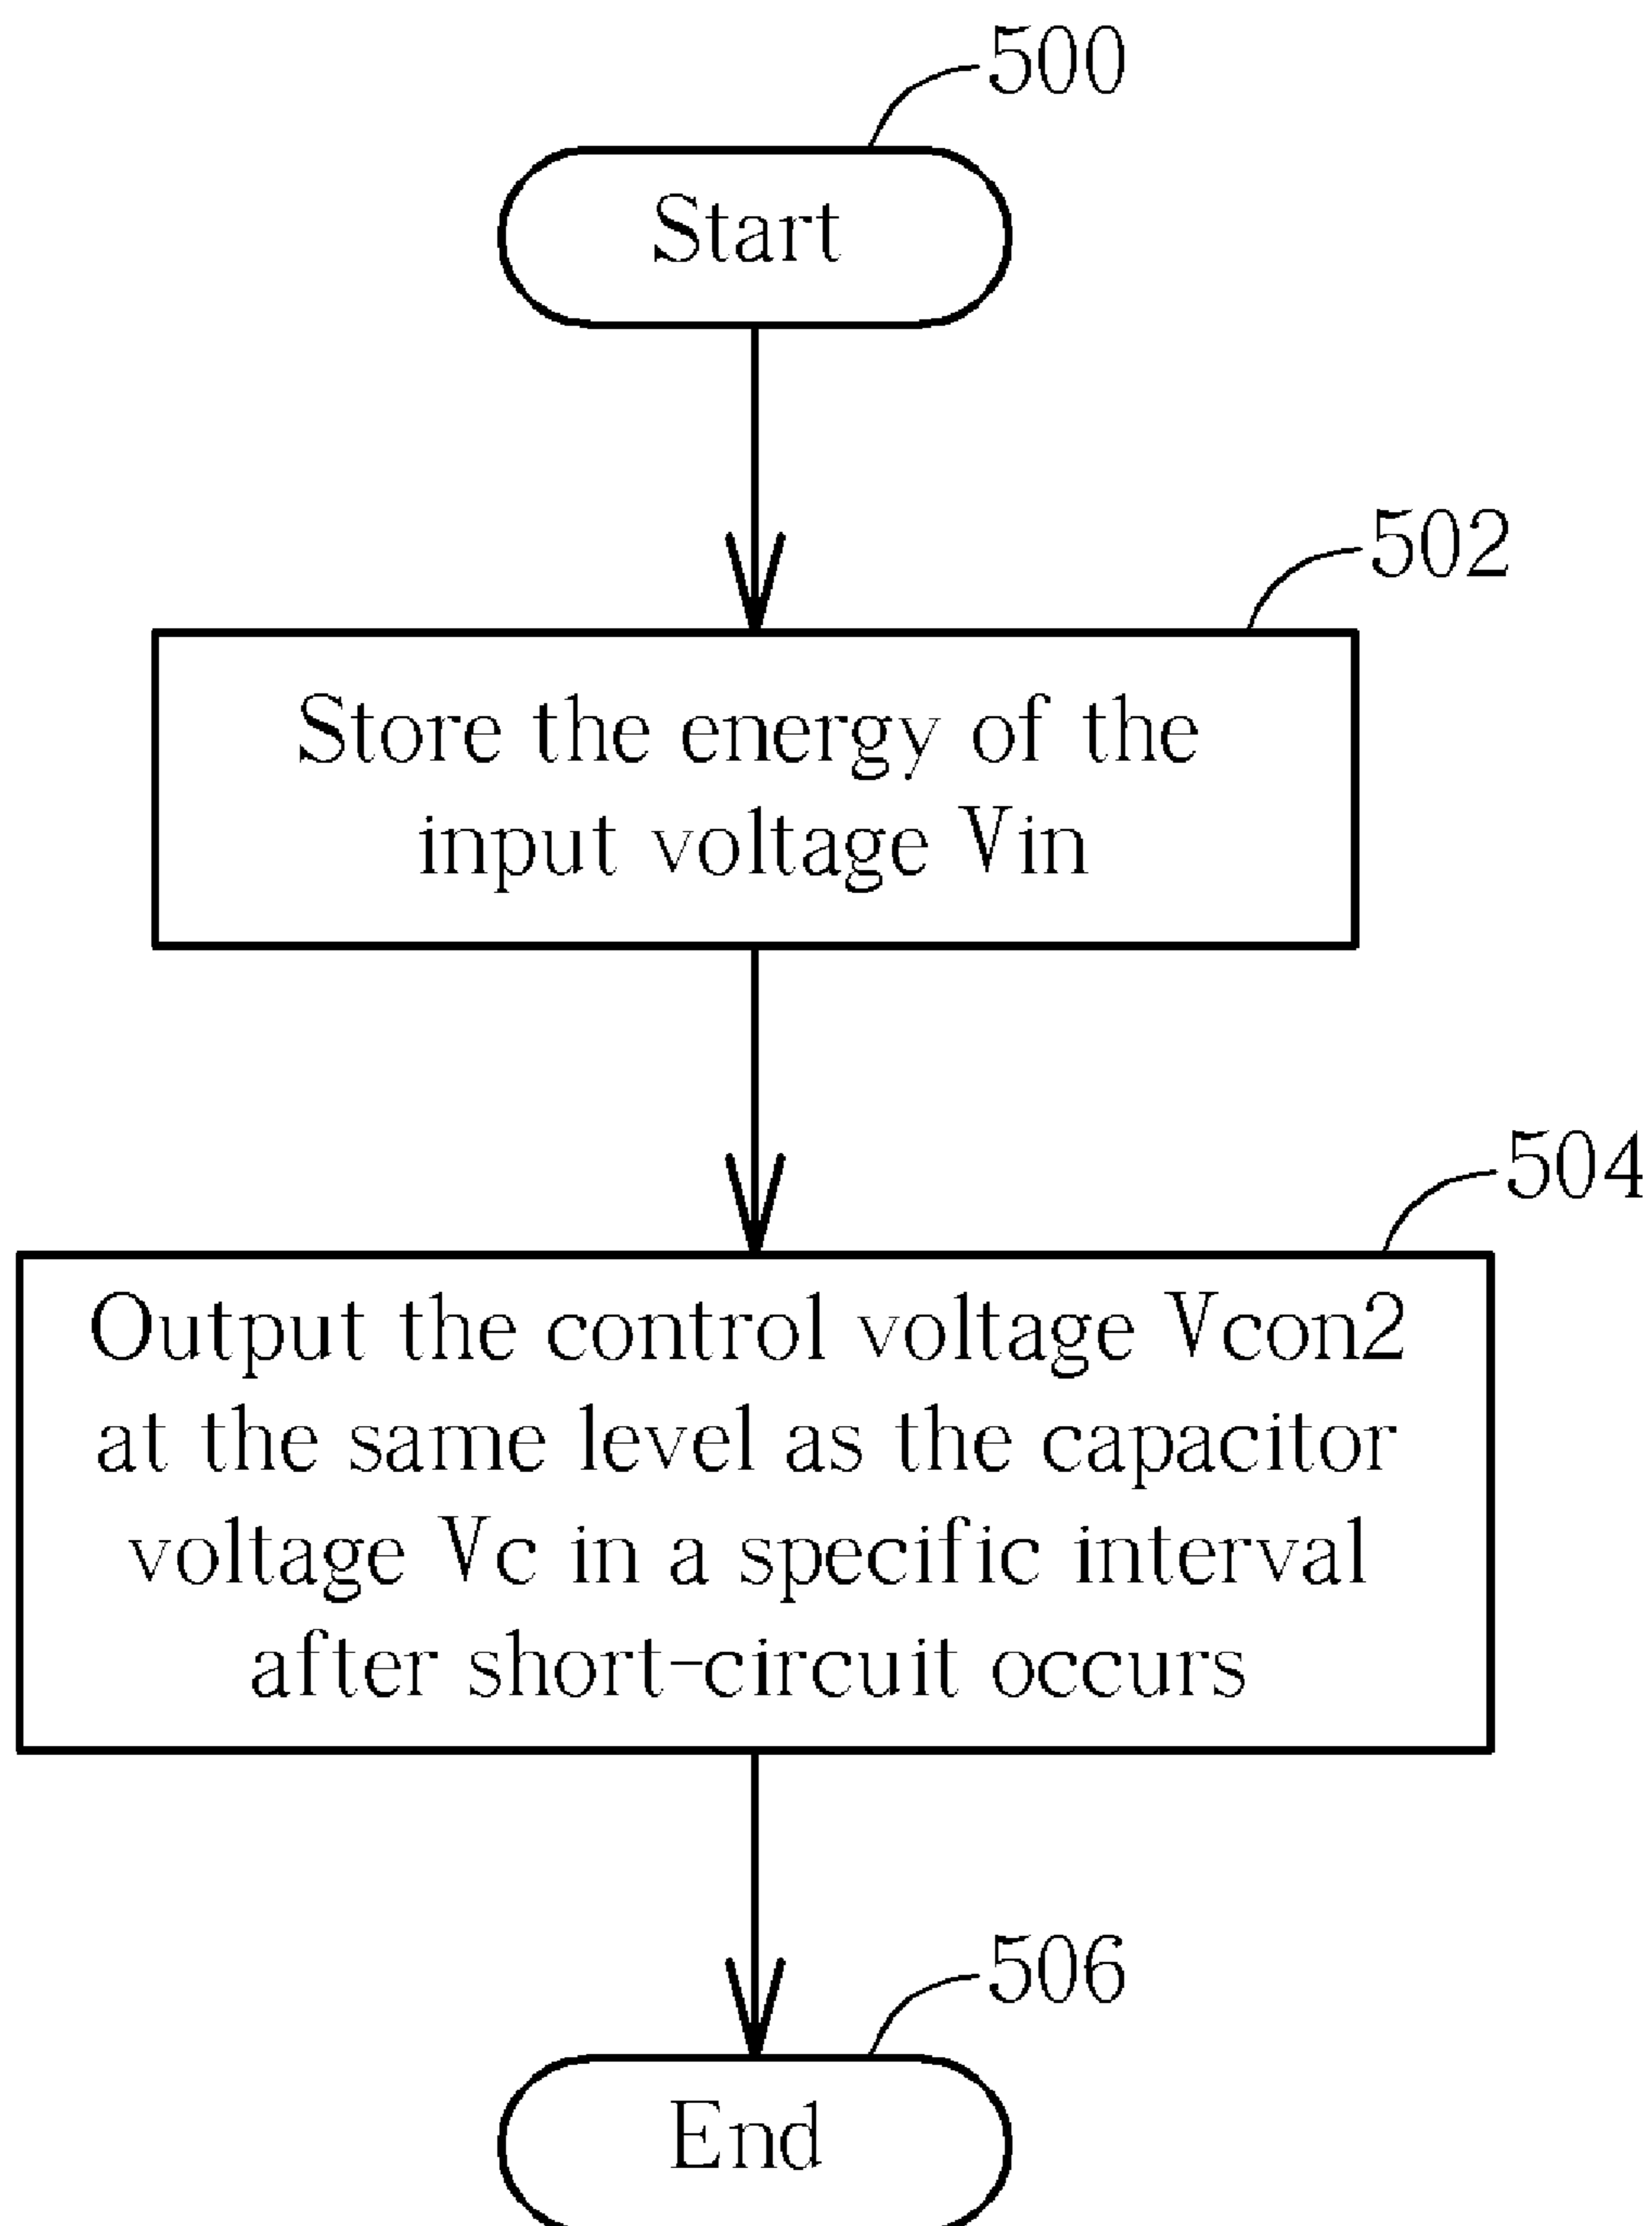 500
Start
502
Store the energy of the
input voltage Vin
504
Output the control voltage Vcon2
at the same level as the capacitor
voltage Vc in a specific interval
after short-circuit occurs
506
End